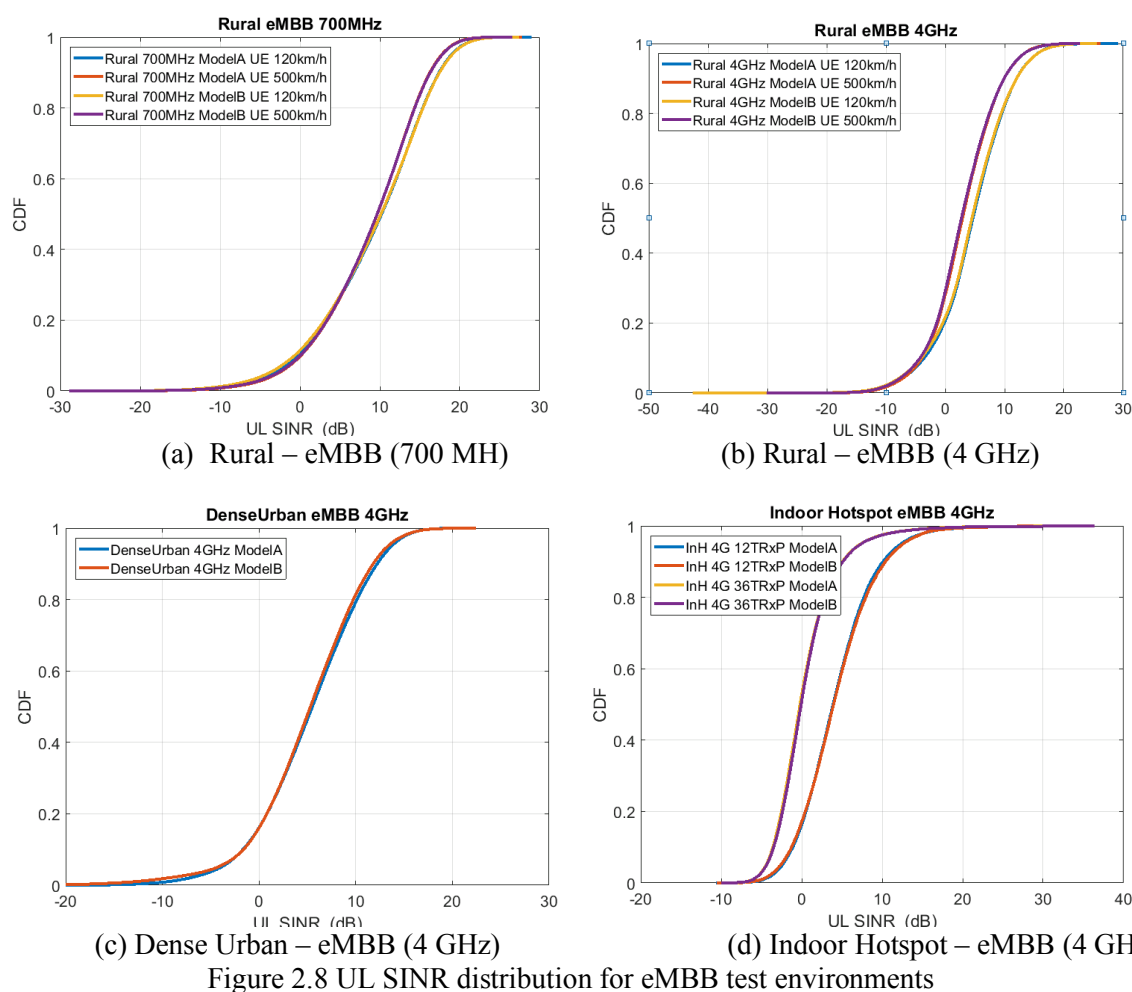 Rural eMBB 700MHz
1
0.8
0.6
0.4
0.2
0
CDF
Rural 700MHz ModelA UE 120km/h
Rural 700MHz ModelA UE 500km/h
Rural 700MHz ModelB UE 120km/h
Rural 700MHz ModelB UE 500km/h
-30 -20 -10 0 10 20 30
UL SINR (dB)
(a) Rural – eMBB (700 MH)
Rural eMBB 4GHz
1
0.8
0.6
0.4
0.2
0
CDF
Rural 4GHz ModelA UE 120km/h
Rural 4GHz ModelA UE 500km/h
Rural 4GHz ModelB UE 120km/h
Rural 4GHz ModelB UE 500km/h
-50 -40 -30 -20 -10 0 10 20 30
UL SINR (dB)
(b) Rural – eMBB (4 GHz)
DenseUrban eMBB 4GHz
1
0.8
0.6
0.4
0.2
0
CDF
DenseUrban 4GHz ModelA
DenseUrban 4GHz ModelB
-20 -10 0 10 20 30
UL SINR (dB)
(c) Dense Urban – eMBB (4 GHz)
Indoor Hotspot eMBB 4GHz
1
0.8
0.6
0.4
0.2
0
CDF
InH 4G 12TRxP ModelA
InH 4G 12TRxP ModelB
InH 4G 36TRxP ModelA
InH 4G 36TRxP ModelB
-20 -10 0 10 20 30 40
UL SINR (dB)
(d) Indoor Hotspot – eMBB (4 GH
Figure 2.8 UL SINR distribution for eMBB test environments